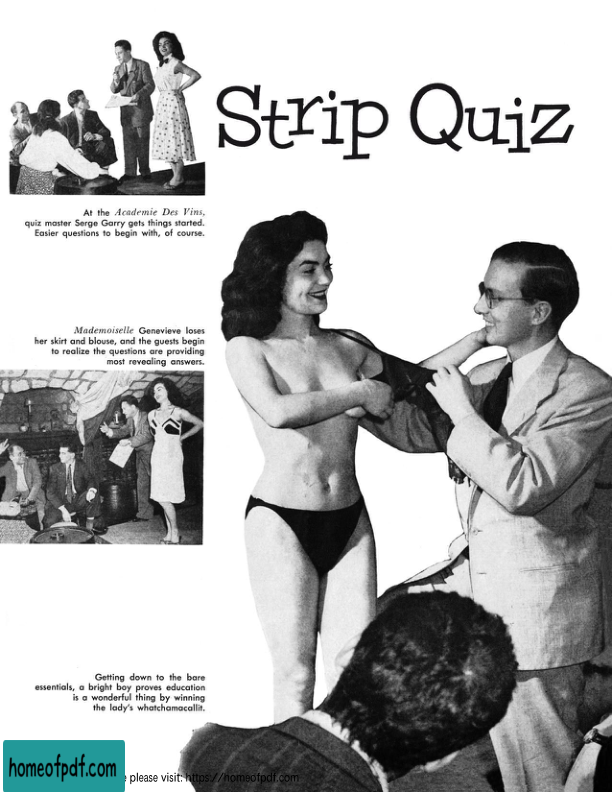 Strip Quiz
At the Academie Des Vins,
quiz master Serge Garry gets things started.
Easier questions to begin with, of course.
Mademoiselle Genevieve loses
her skirt and blouse, and the guests begin
to realize the questions are providing
most revealing answers.
Getting down to the bare
essentials, a bright boy proves education
is a wonderful thing by winning
the lady's whatchamacallit.
homeofpdf.com
please visit: https://homeofpdf.com